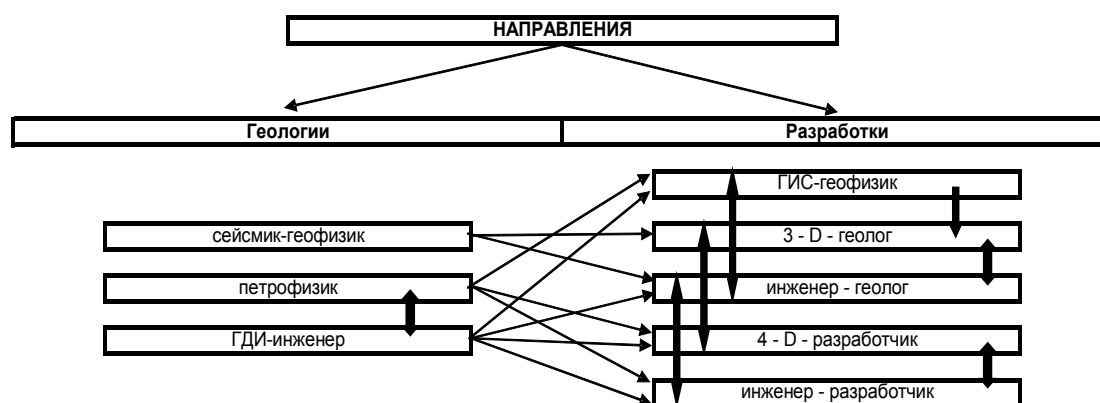 НАПРАВЛЕНИЯ
Геологии
Разработки
ГИС-геофизик
сейсмик-геофизик
3 - D - геолог
петрофизик
инженер - геолог
ГДИ-инженер
4 - D - разработчик
инженер - разработчик